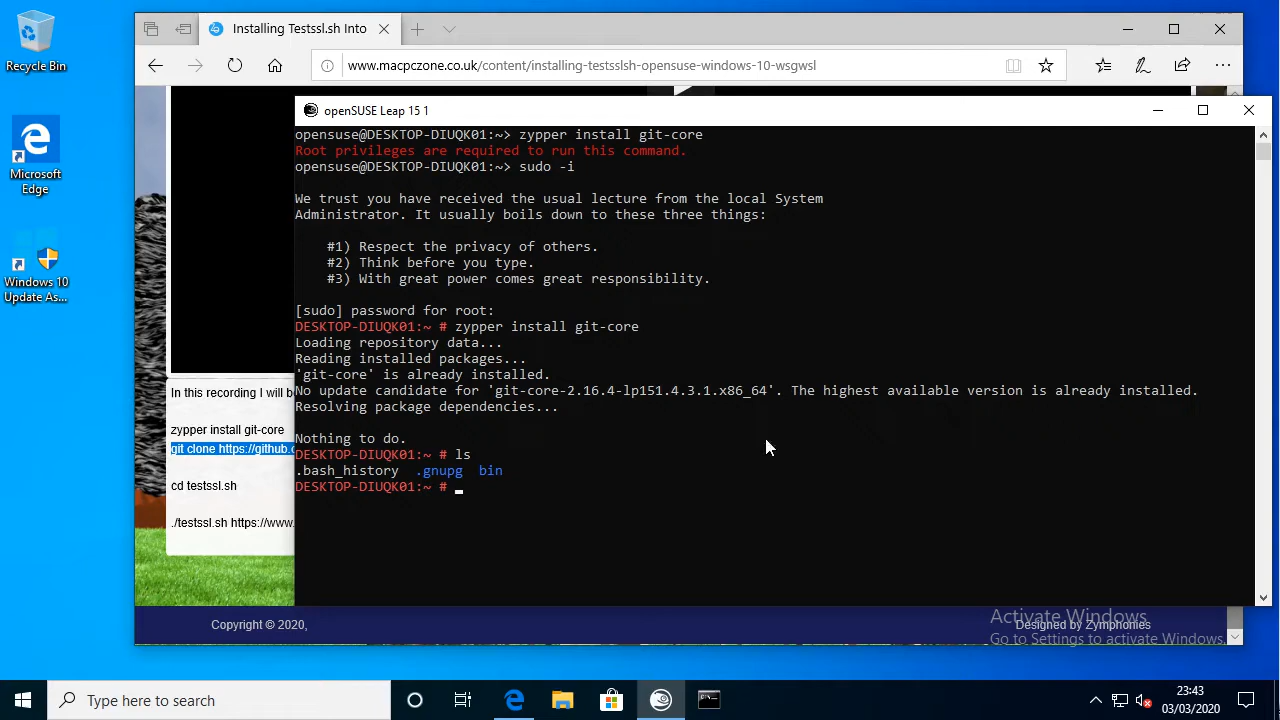 Recycle Bin
Microsoft
Edge
Windows 10
Update As...
Installing Testssl.sh Into
www.macpczone.co.uk/content/installing-testsslsh-opensuse-windows-10-wsgwsl
openSUSE Leap 15 1
opensuse@DESKTOP-DIUQK01:~> zypper install git-core
Root privileges are required to run this command.
opensuse@DESKTOP-DIUQK01:~> sudo -i
We trust you have received the usual lecture from the local System
Administrator. It usually boils down to these three things:
#1) Respect the privacy of others.
#2) Think before you type.
#3) With great power comes great responsibility.
[sudo] password for root:
DESKTOP-DIUQK01:~ # zypper install git-core
Loading repository data...
Reading installed packages...
'git-core' is already installed.
No update candidate for 'git-core-2.16.4-lp151.4.3.1.x86_64'. The highest available version is already installed.
Resolving package dependencies...
Nothing to do.
DESKTOP-DIUQK01:~ # ls
.bash_history .gnupg bin
DESKTOP-DIUQK01:~ #
In this recording I will b
zypper install git-core
git clone https://github.c
cd testssl.sh
./testssl.sh https://www.
Copyright © 2020,
Designed by Zymphonies
Activate Windows
Go to Settings to activate Windows.
Type here to search
23:43
03/03/2020